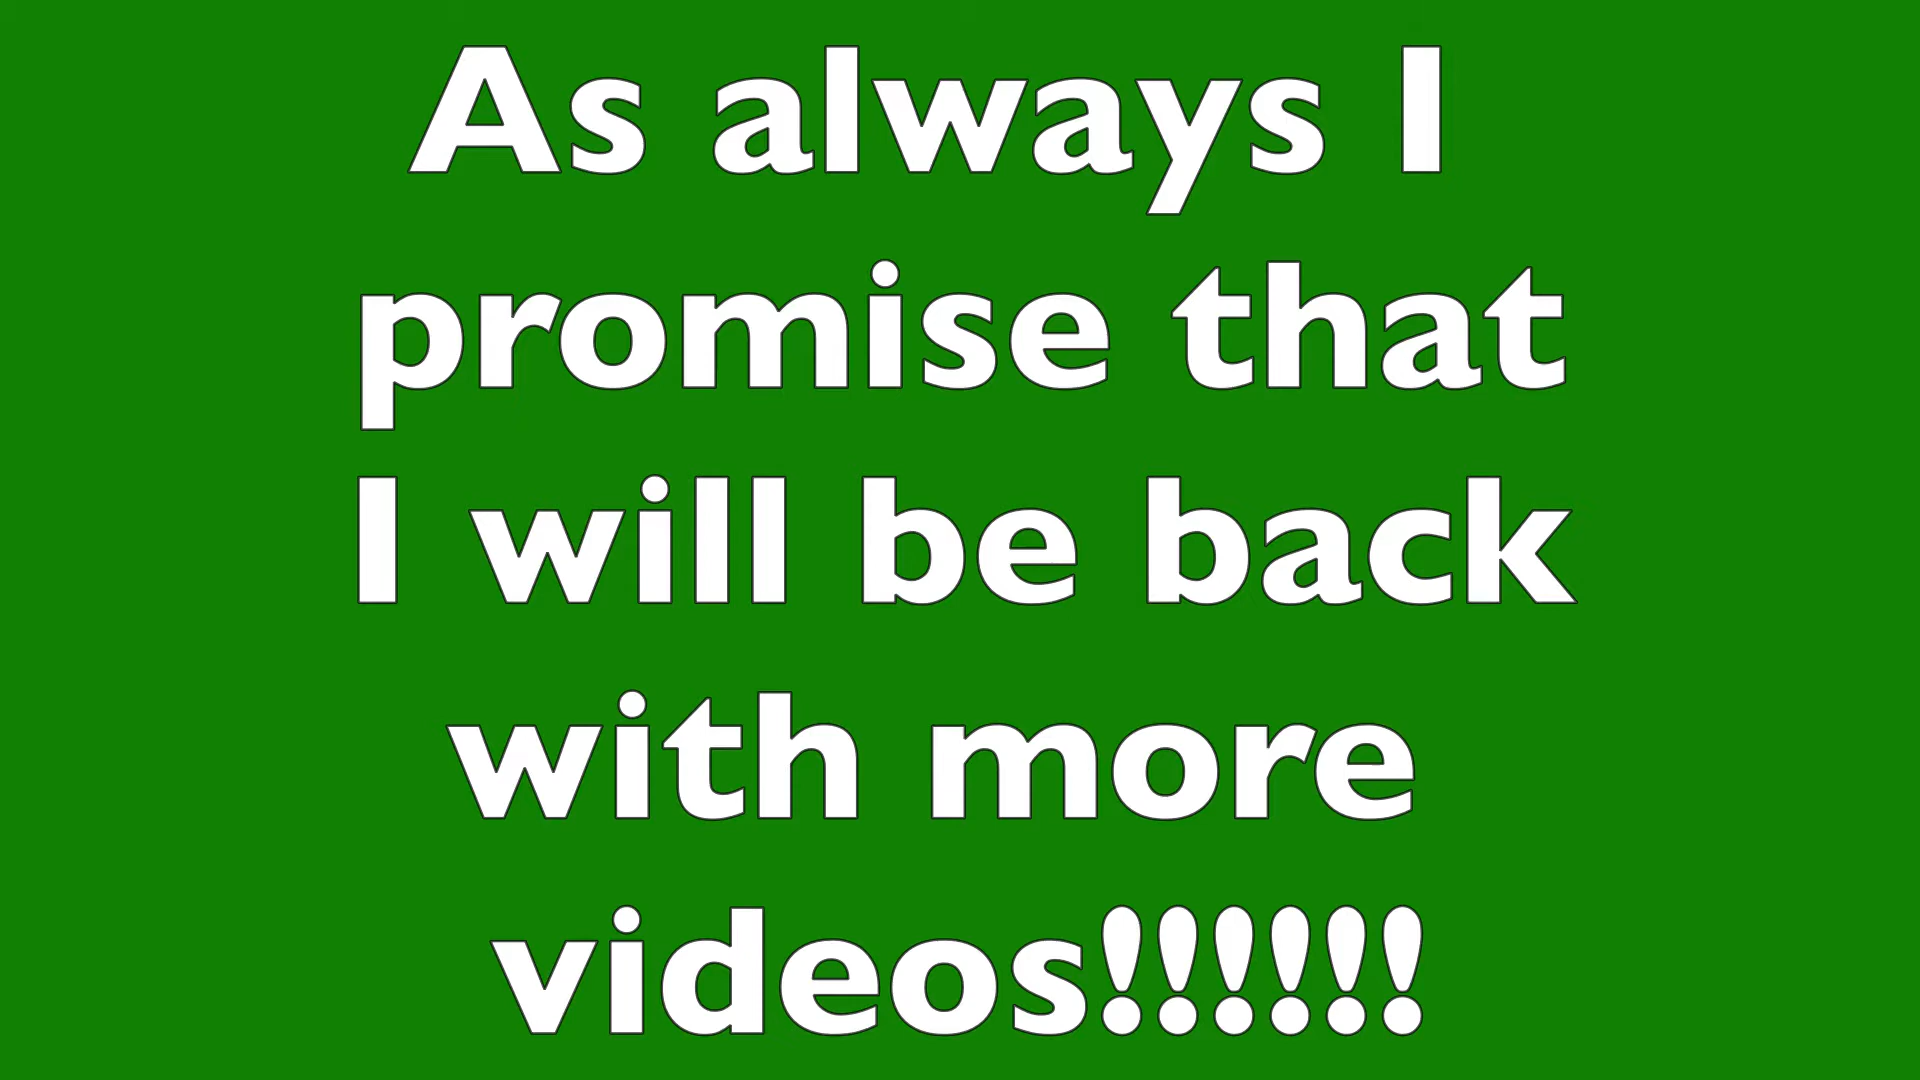 As always I
promise that
I will be back
with more
videos!!!!!!